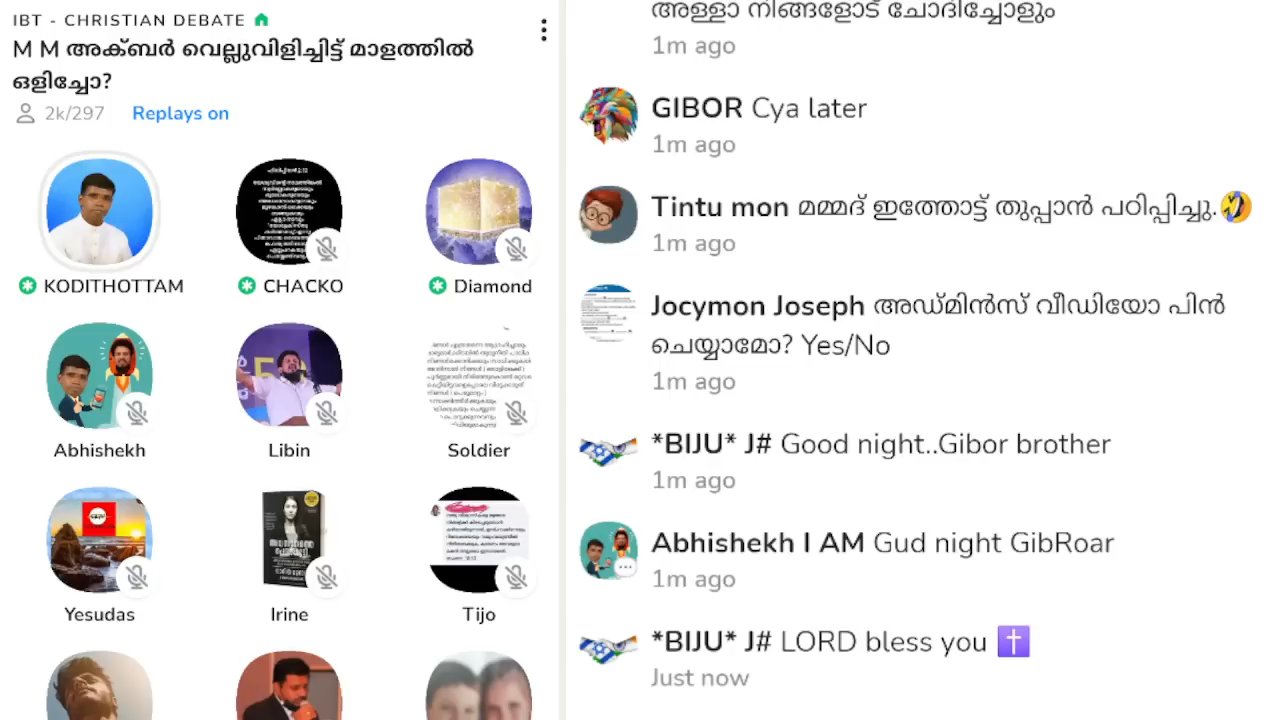 IBT - CHRISTIAN DEBATE
M M അക്ബർ വെല്ലുവിളിച്ചിട്ട് മാളത്തിൽ
ഒളിച്ചോ?
2k/297 Replays on
KODITHOTTAM
CHACKO
Diamond
Abhishekh
Libin
Soldier
Yesudas
Irine
Tijo
അള്ളാ നിങ്ങളോട് ചോദിച്ചോളും
1m ago
GIBOR Cya later
1m ago
Tintu mon മമ്മദ് ഇത്തോട്ട് തുപ്പാൻ പഠിപ്പിച്ചു.🤣
1m ago
Jocymon Joseph അഡ്മിൻസ് വീഡിയോ പിൻ
ചെയ്യാമോ? Yes/No
1m ago
*BIJU* J# Good night..Gibor brother
1m ago
Abhishekh I AM Gud night GibRoar
1m ago
*BIJU* J# LORD bless you ✝️
Just now